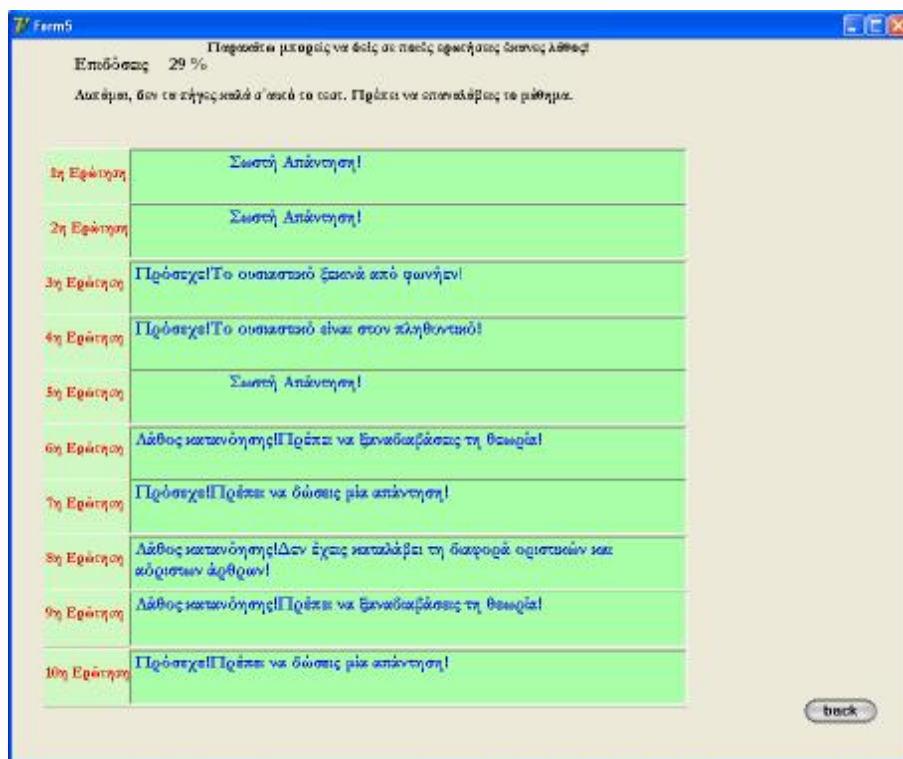 Form5
Παρακάτω μπορείς να δείς σε ποιές ερωτήσεις έκανες λάθος!
Επιδόσεις 29 %
Λυπάμαι, δεν τα πήγες καλά σ'αυτό το τεστ. Πρέπει να επαναλάβεις το μάθημα.
1η Ερώτηση Σωστή Απάντηση!
2η Ερώτηση Σωστή Απάντηση!
3η Ερώτηση Πρόσεχε!Το ουσιαστικό ξεκινά από φωνήεν!
4η Ερώτηση Πρόσεχε!Το ουσιαστικό είναι στον πληθυντικό!
5η Ερώτηση Σωστή Απάντηση!
6η Ερώτηση Λάθος κατανόησης!Πρέπει να ξαναδιαβάσεις τη θεωρία!
7η Ερώτηση Πρόσεχε!Πρέπει να δώσεις μία απάντηση!
8η Ερώτηση Λάθος κατανόησης!Δεν έχεις καταλάβει τη διαφορά οριστικών και
αόριστων άρθρων!
9η Ερώτηση Λάθος κατανόησης!Πρέπει να ξαναδιαβάσεις τη θεωρία!
10η Ερώτηση Πρόσεχε!Πρέπει να δώσεις μία απάντηση!
back